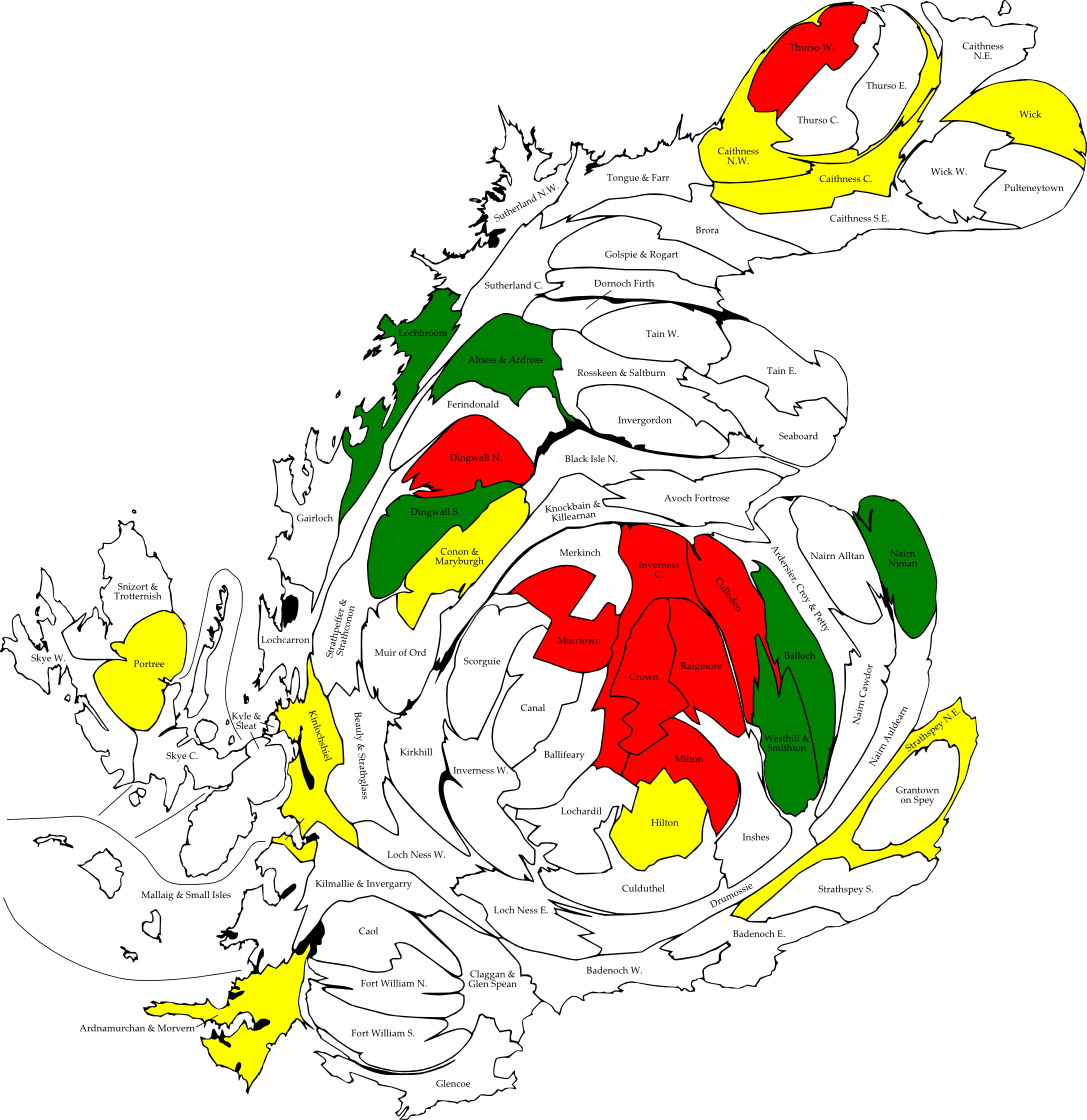 Thurso W.
Caithness
N.E.
Thurso E.
Wick
Thurso C.
Caithness
N.W.
Caithness C.
Wick W.
Pulteneytown
Tongue & Farr
Sutherland N.W.
Caithness S.E.
Brora
Golspie & Rogart
Sutherland C.
Dornoch Firth
Lochbroom
Tain W.
Alness & Ardross
Rosskeen & Saltburn
Tain E.
Ferindonald
Invergordon
Seaboard
Dingwall N.
Black Isle N.
Avoch Fortrose
Knockbain &
Killearnan
Dingwall S.
Gairloch
Conon &
Maryburgh
Merkinch
Inverness
C.
Nairn Alltan
Nairn
Ninian
Ardersier, Croy & Petty
Culloden
Snizort &
Trotternish
Strathpeffer &
Strathconon
Lochcarron
Muirtown
Muir of Ord
Skye W.
Portree
Scorguie
Raigmore
Balloch
Crown
Nairn Cawdor
Canal
Kyle &
Sleat
Kinlochshiel
Beauly & Strathglass
Nairn Auldearn
Strathspey N.E.
Skye C.
Kirkhill
Ballifeary
Westhill &
Smithton
Milton
Inverness W.
Grantown
on Spey
Lochardil
Hilton
Inshes
Loch Ness W.
Kilmallie & Invergarry
Culduthel
Drumossie
Strathspey S.
Mallaig & Small Isles
Loch Ness E.
Badenoch E.
Caol
Badenoch W.
Claggan &
Glen Spean
Fort William N.
Ardnamurchan & Morvern
Fort William S.
Glencoe